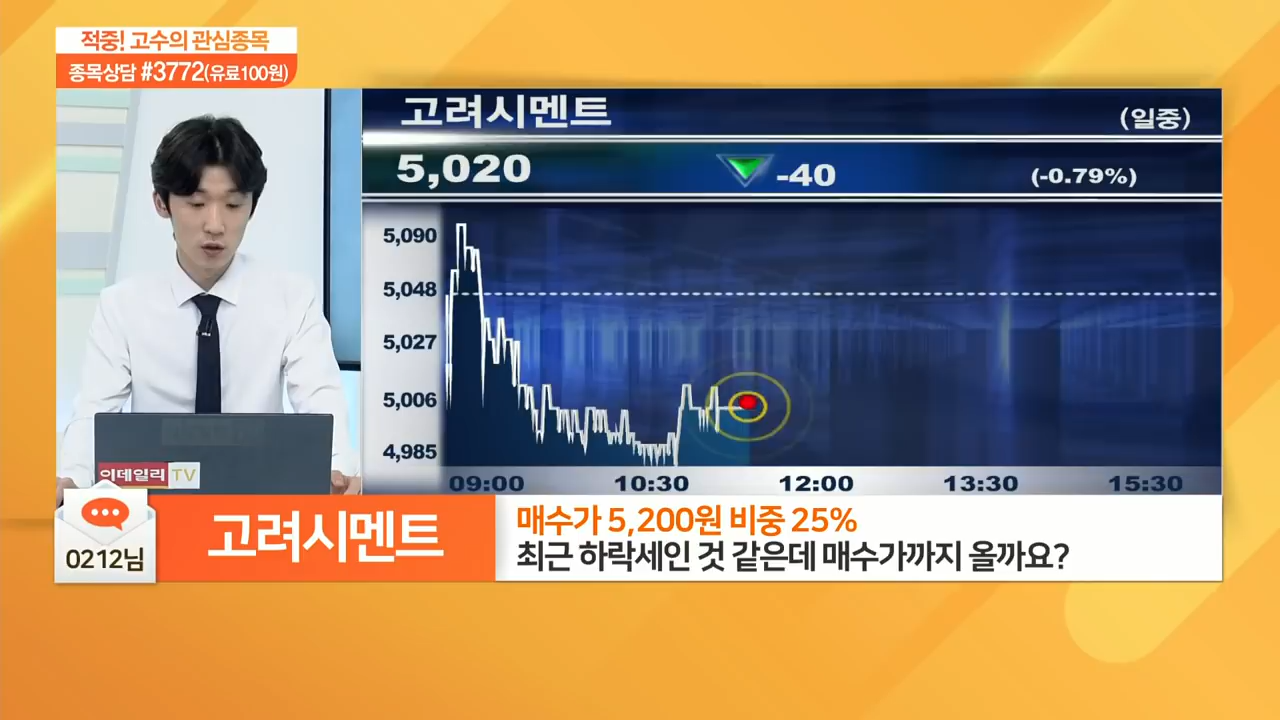 적중! 고수의 관심종목
종목상담 #3772(유료100원)
고려시멘트
(일중)
5,020
-40
(-0.79%)
5,090
5,048
5,027
5,006
4,985
09:00
10:30
12:00
13:30
15:30
이데일리 TV
0212님
고려시멘트
매수가 5,200원 비중 25%
최근 하락세인 것 같은데 매수가까지 올까요?